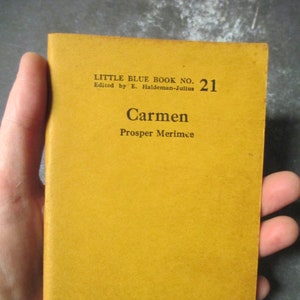 LITTLE BLUE BOOK NO. 21
Edited by E. Haldeman-Julius
Carmen
Prosper Merimee